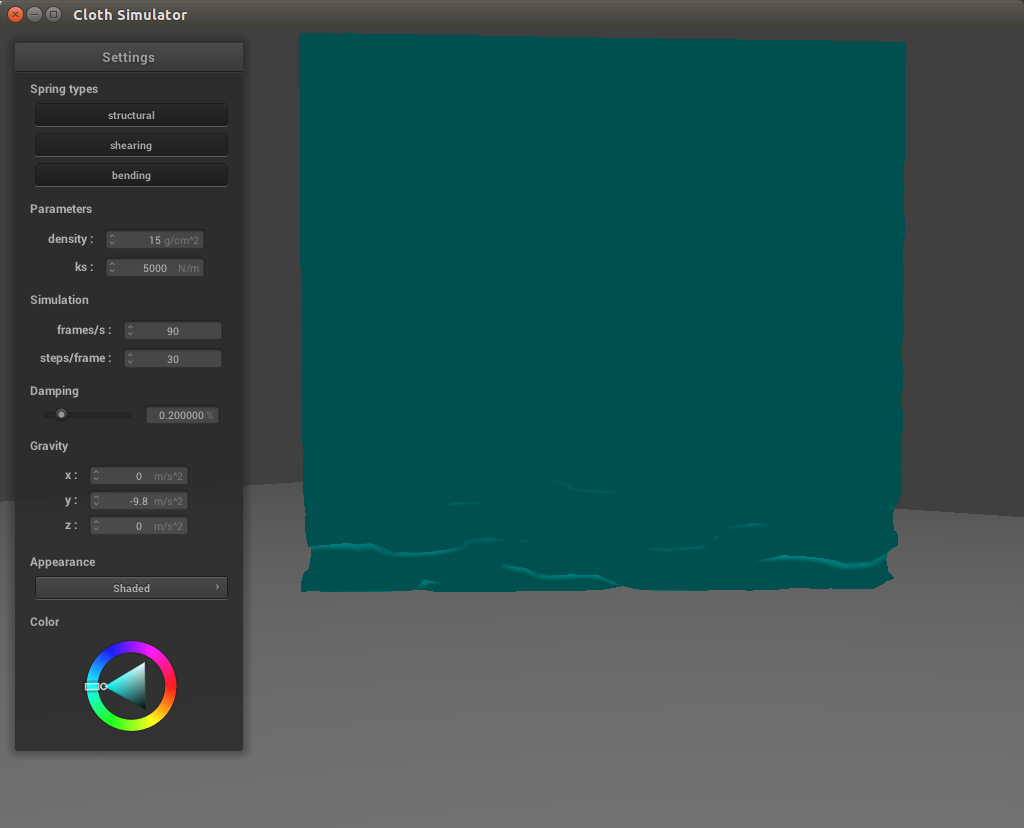 Cloth Simulator
Settings
Spring types
structural
shearing
bending
Parameters
density : 15 g/cm^2
ks : 5000 N/m
Simulation
frames/s : 90
steps/frame : 30
Damping
0.200000 %
Gravity
x : 0 m/s^2
y : -9.8 m/s^2
z : 0 m/s^2
Appearance
Shaded
Color